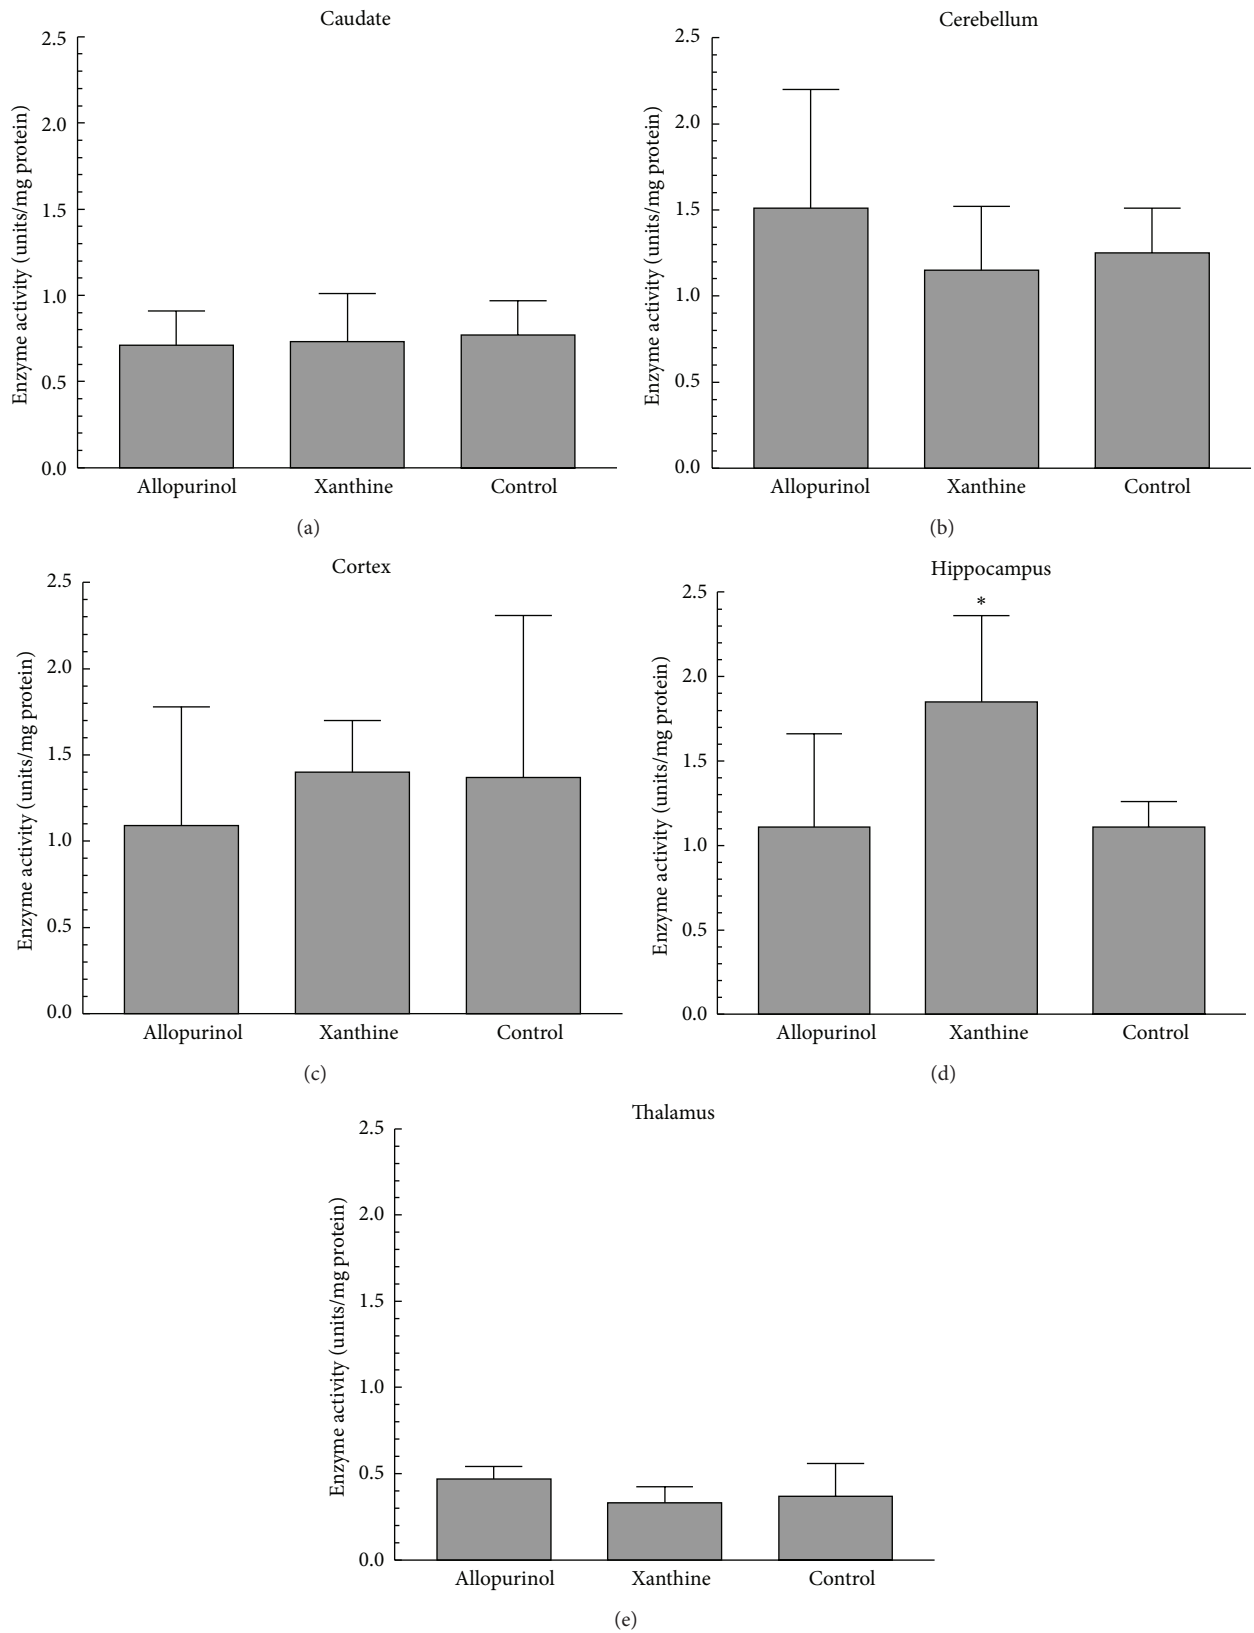 Caudate
Enzyme activity (units/mg protein)
2.5
2.0
1.5
1.0
0.5
0.0
Allopurinol Xanthine Control
(a)
Cerebellum
Enzyme activity (units/mg protein)
2.5
2.0
1.5
1.0
0.5
0.0
Allopurinol Xanthine Control
(b)
Cortex
Enzyme activity (units/mg protein)
2.5
2.0
1.5
1.0
0.5
0.0
Allopurinol Xanthine Control
(c)
Hippocampus
Enzyme activity (units/mg protein)
2.5
2.0
1.5
1.0
0.5
0.0
*
Allopurinol Xanthine Control
(d)
Thalamus
Enzyme activity (units/mg protein)
2.5
2.0
1.5
1.0
0.5
0.0
Allopurinol Xanthine Control
(e)